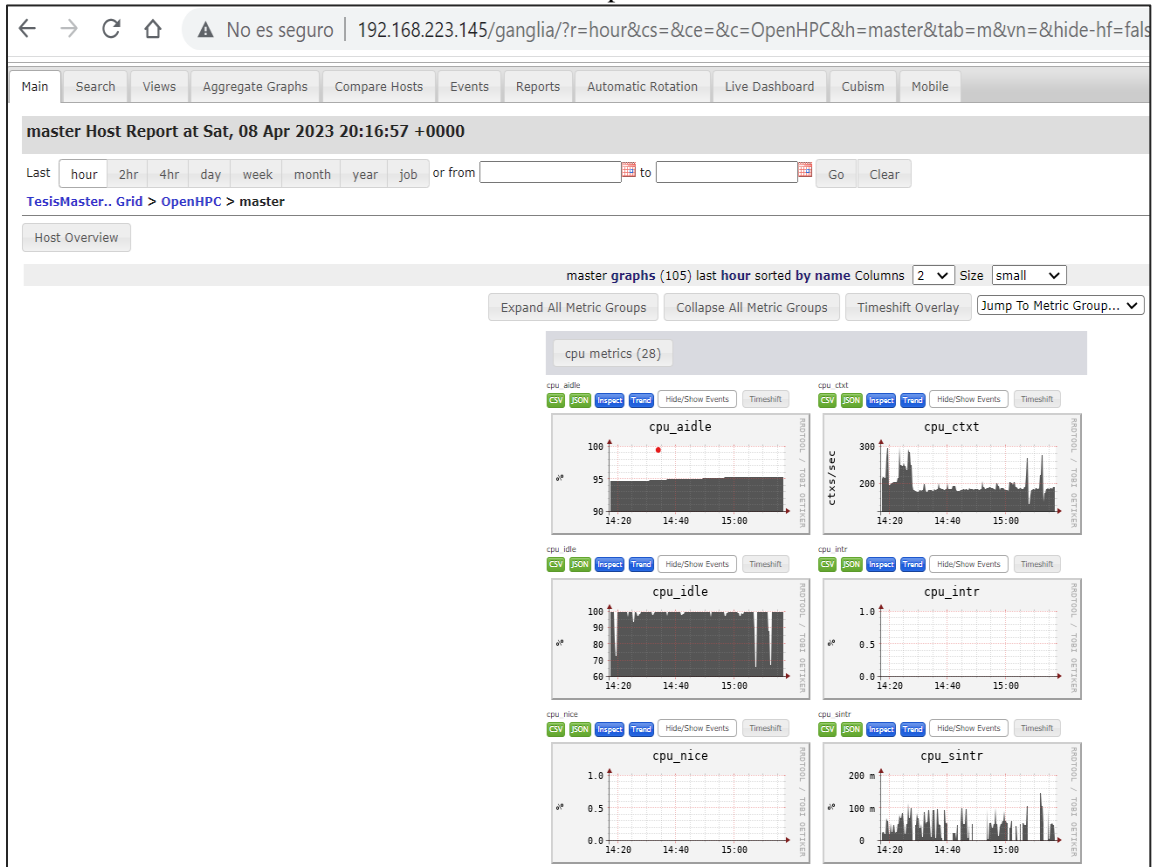 No es seguro | 192.168.223.145/ganglia/?r=hour&cs=&ce=&c=OpenHPC&h=master&tab=m&vn=&hide-hf=fals
Main Search Views Aggregate Graphs Compare Hosts Events Reports Automatic Rotation Live Dashboard Cubism Mobile
master Host Report at Sat, 08 Apr 2023 20:16:57 +0000
Last hour 2hr 4hr day week month year job or from to Go Clear
TesisMaster.. Grid > OpenHPC > master
Host Overview
master graphs (105) last hour sorted by name Columns 2 Size small
Expand All Metric Groups Collapse All Metric Groups Timeshift Overlay Jump To Metric Group...
cpu metrics (28)
cpu_aidle
CSV JSON Inspect Trend Hide/Show Events Timeshift
cpu_aidle
%
100
95
90
14:20 14:40 15:00
RRDTOOL / TOBI OETIKER
cpu_ctxt
CSV JSON Inspect Trend Hide/Show Events Timeshift
cpu_ctxt
ctxs/sec
300
200
14:20 14:40 15:00
RRDTOOL / TOBI OETIKER
cpu_idle
CSV JSON Inspect Trend Hide/Show Events Timeshift
cpu_idle
%
100
90
80
70
60
14:20 14:40 15:00
RRDTOOL / TOBI OETIKER
cpu_intr
CSV JSON Inspect Trend Hide/Show Events Timeshift
cpu_intr
%
1.0
0.5
0.0
14:20 14:40 15:00
RRDTOOL / TOBI OETIKER
cpu_nice
CSV JSON Inspect Trend Hide/Show Events Timeshift
cpu_nice
%
1.0
0.5
0.0
14:20 14:40 15:00
RRDTOOL / TOBI OETIKER
cpu_sintr
CSV JSON Inspect Trend Hide/Show Events Timeshift
cpu_sintr
%
200 m
100 m
0
14:20 14:40 15:00
RRDTOOL / TOBI OETIKER